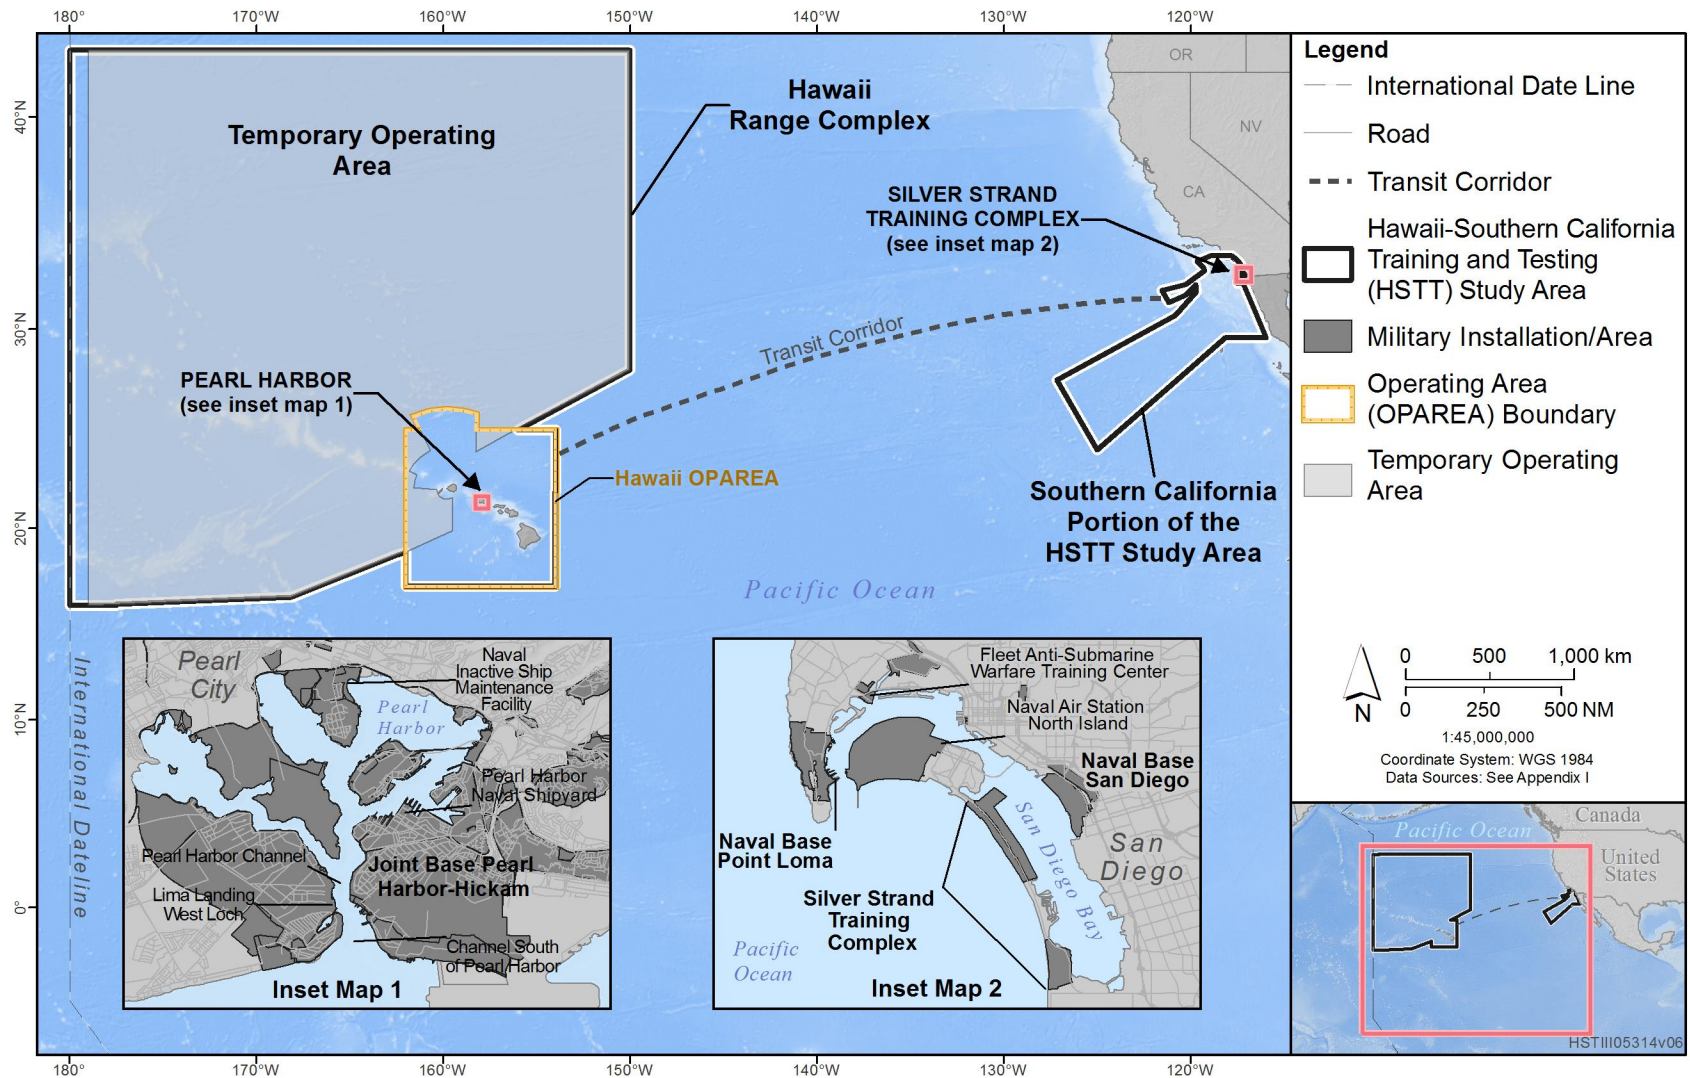 180°
170°W
160°W
150°W
140°W
130°W
120°W
40°N
30°N
20°N
10°N
0°
Temporary Operating
Area
Hawaii
Range Complex
SILVER STRAND
TRAINING COMPLEX
(see inset map 2)
OR
NV
CA
Transit Corridor
PEARL HARBOR
(see inset map 1)
Hawaii OPAREA
Southern California
Portion of the
HSTT Study Area
Pacific Ocean
International Dateline
Pearl
City
Naval
Inactive Ship
Maintenance
Facility
Pearl
Harbor
Pearl Harbor
Naval Shipyard
Pearl Harbor Channel
Joint Base Pearl
Harbor-Hickam
Lima Landing
West Loch
Channel South
of Pearl Harbor
Inset Map 1
Fleet Anti-Submarine
Warfare Training Center
Naval Air Station
North Island
Naval Base
San Diego
Naval Base
Point Loma
San Diego Bay
San
Diego
Silver Strand
Training
Complex
Pacific
Ocean
Inset Map 2
180°
170°W
160°W
150°W
140°W
130°W
120°W
Legend
International Date Line
Road
Transit Corridor
Hawaii-Southern California
Training and Testing
(HSTT) Study Area
Military Installation/Area
Operating Area
(OPAREA) Boundary
Temporary Operating
Area
N
0 500 1,000 km
0 250 500 NM
1:45,000,000
Coordinate System: WGS 1984
Data Sources: See Appendix I
Pacific Ocean
Canada
United
States
HSTIII05314v06